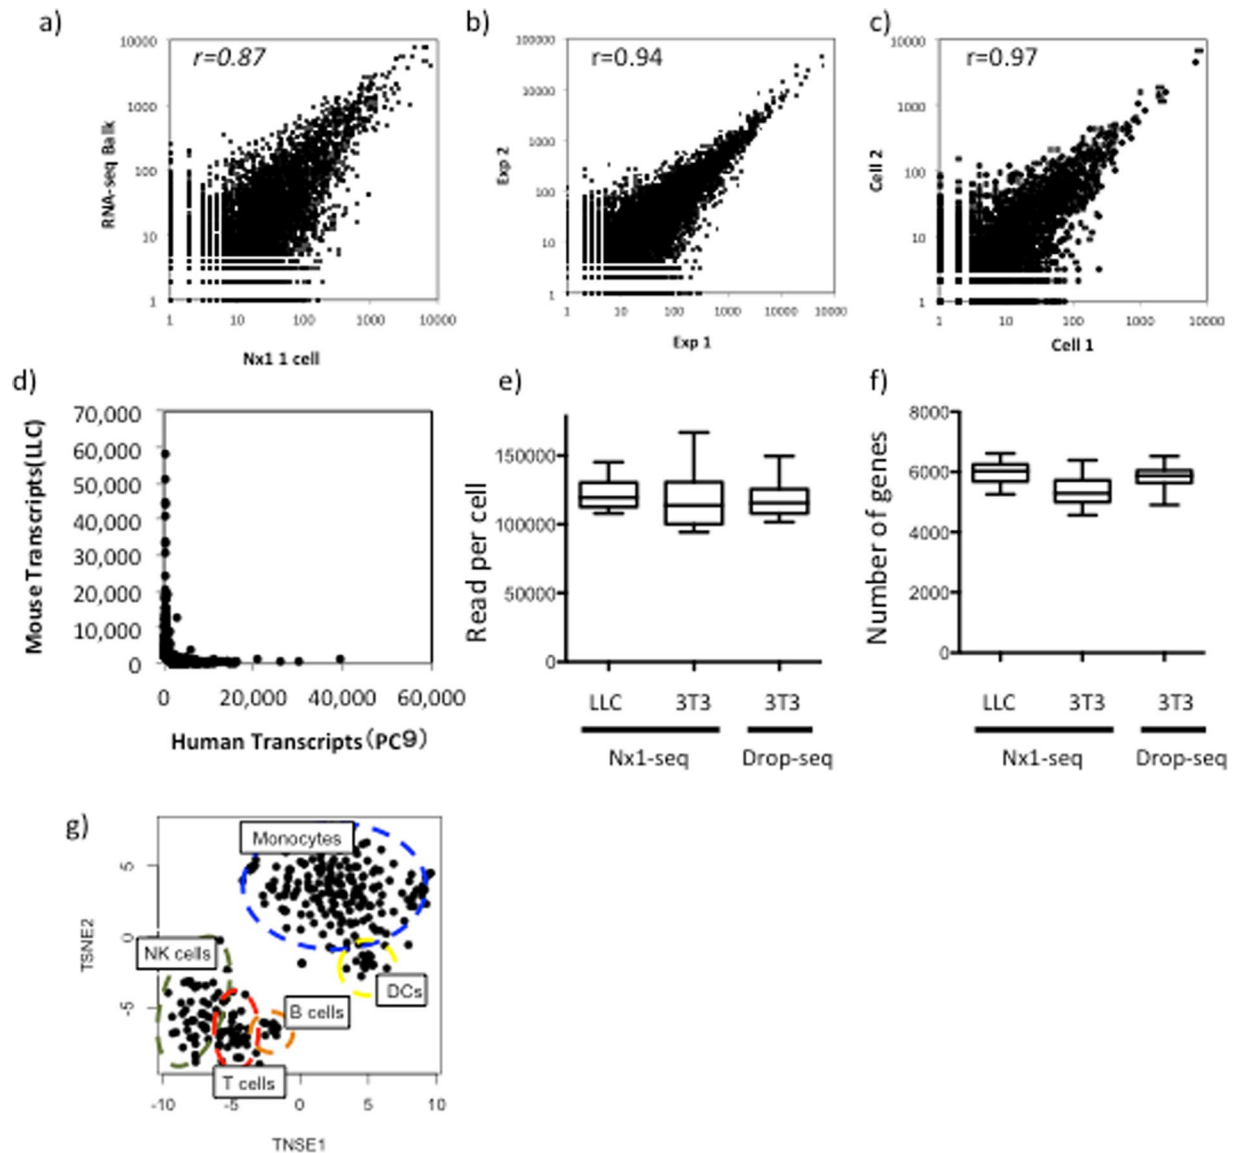 a)
r=0.87
10000
1000
100
10
1
RNA-seq Balk
1 10 100 1000 10000
Nx1 1 cell
b)
r=0.94
100000
10000
1000
100
10
1
Exp 2
1 10 100 1000 10000 100000
Exp 1
c)
r=0.97
10000
1000
100
10
1
Cell 2
1 10 100 1000 10000
Cell 1
d)
70,000
60,000
50,000
40,000
30,000
20,000
10,000
0
Mouse Transcripts(LLC)
0 20,000 40,000 60,000
Human Transcripts(PC9)
e)
Read per cell
150000
100000
50000
0
LLC 3T3 3T3
Nx1-seq Drop-seq
f)
Number of genes
8000
6000
4000
2000
0
LLC 3T3 3T3
Nx1-seq Drop-seq
g)
Monocytes
NK cells
DCs
B cells
T cells
TSNE2
5
0
-5
-10 -5 0 5 10
TNSE1